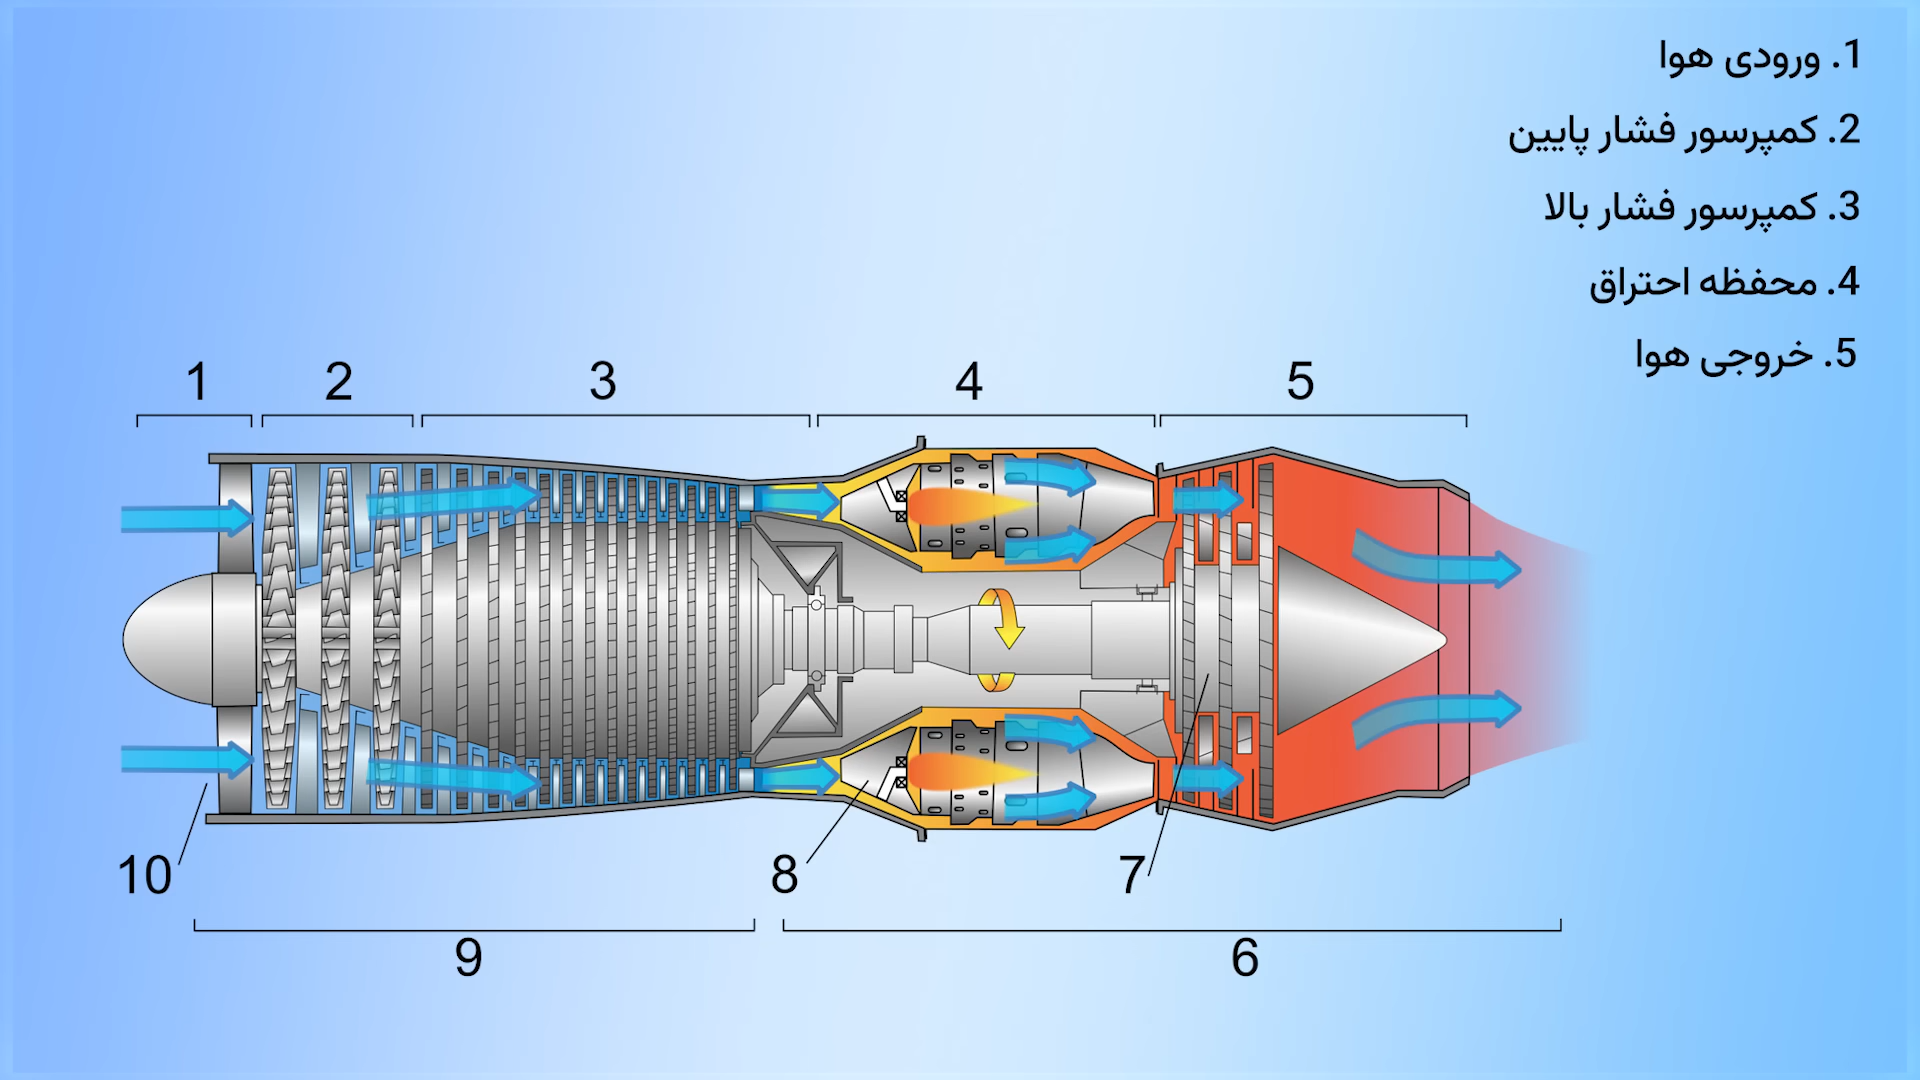 1. ورودی هوا
2. کمپرسور فشار پایین
3. کمپرسور فشار بالا
4. محفظه احتراق
5. خروجی هوا
1 2 3 4 5
10 8 7
9 6